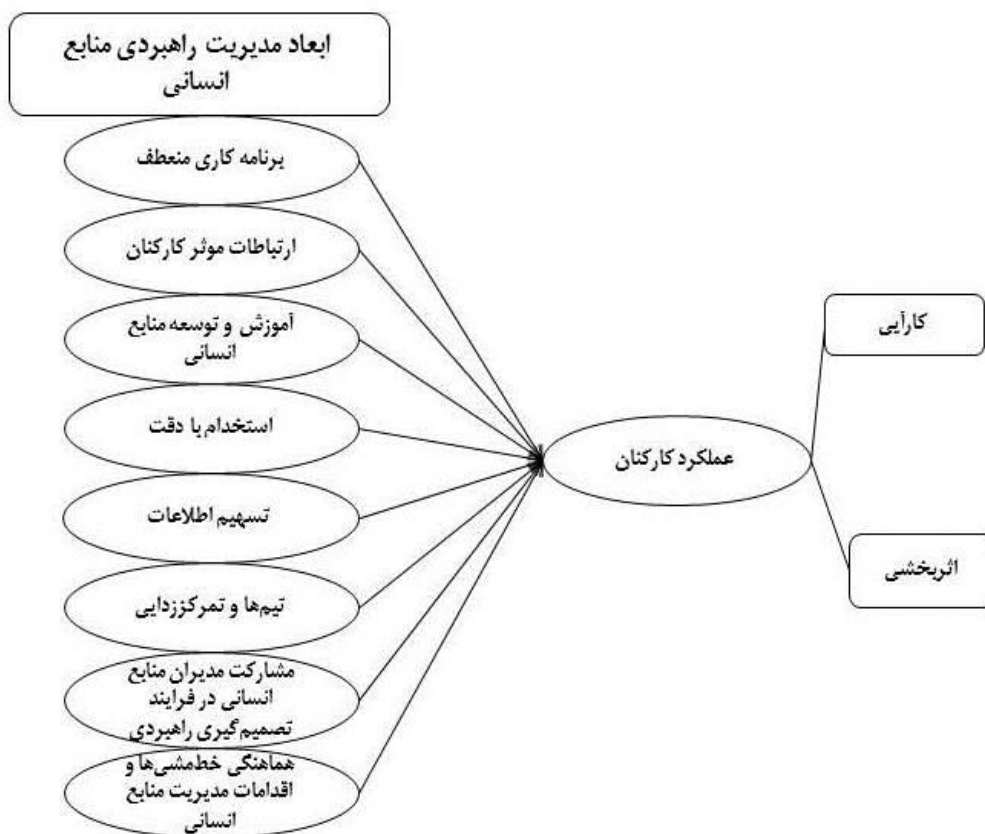 ابعاد مدیریت راهبردی منابع
انسانی
برنامه کاری منعطف
ارتباطات موثر کارکنان
آموزش و توسعه منابع
انسانی
استخدام با دقت
تسهیم اطلاعات
تیم‌ها و تمرکززدایی
مشارکت مدیران منابع
انسانی در فرایند
تصمیم‌گیری راهبردی
هماهنگی خط‌مشی‌ها و
اقدامات مدیریت منابع
انسانی
عملکرد کارکنان
کارآیی
اثربخشی